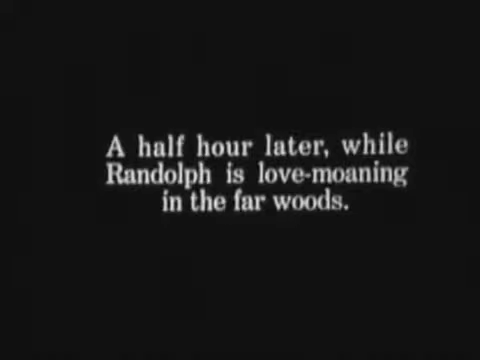 A half hour later, while
Randolph is love-moaning
in the far woods.